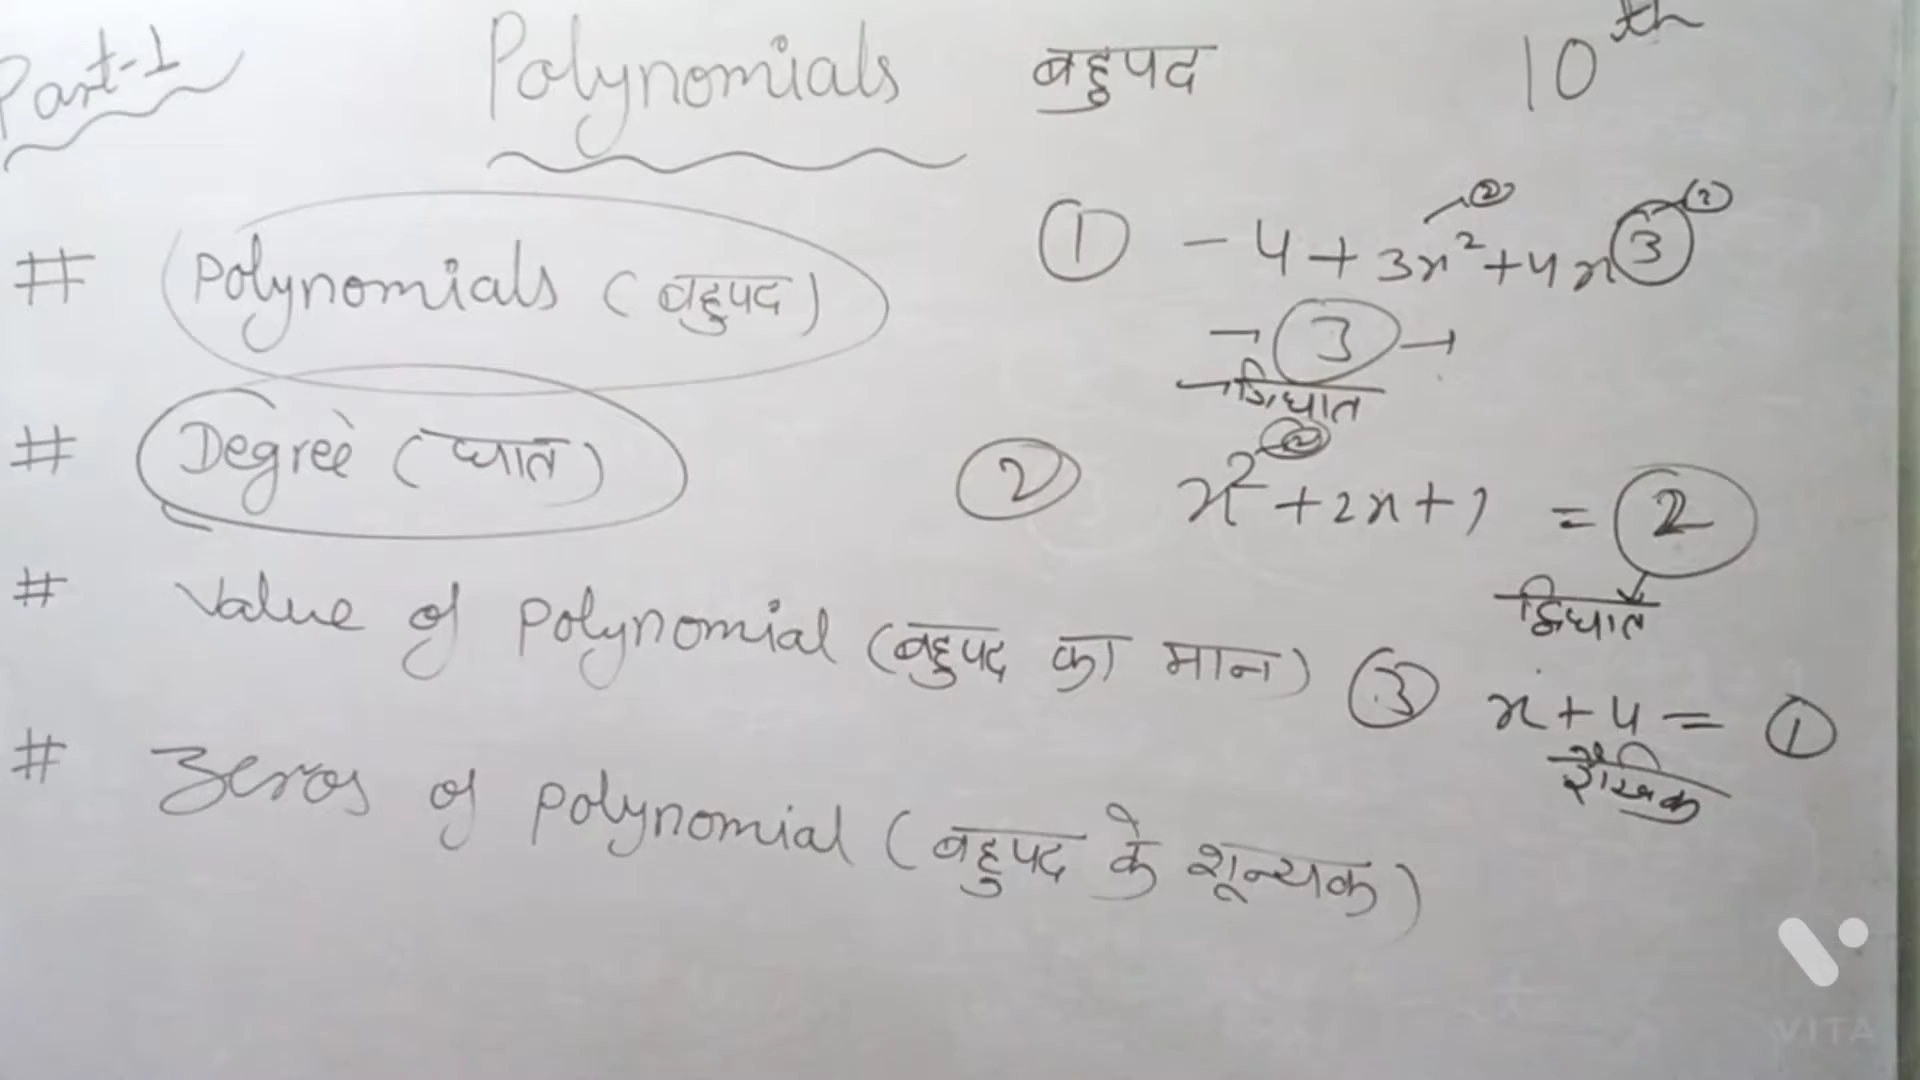 Part-1 Polynomials बहुपद 10th
# Polynomials (बहुपद)
# Degree (घात)
# Value of Polynomial (बहुपद का मान)
# Zeros of Polynomial (बहुपद के शून्यक)
① - 4 + 3x² + 4x³
3
② x² + 2x + 1 = 2
द्विघात
③ x + 4 = 1
VITA